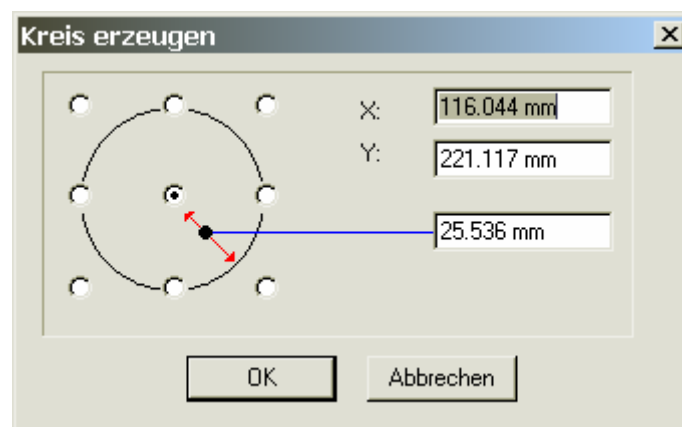 Kreis erzeugen
X: 116.044 mm
Y: 221.117 mm
25.536 mm
OK Abbrechen